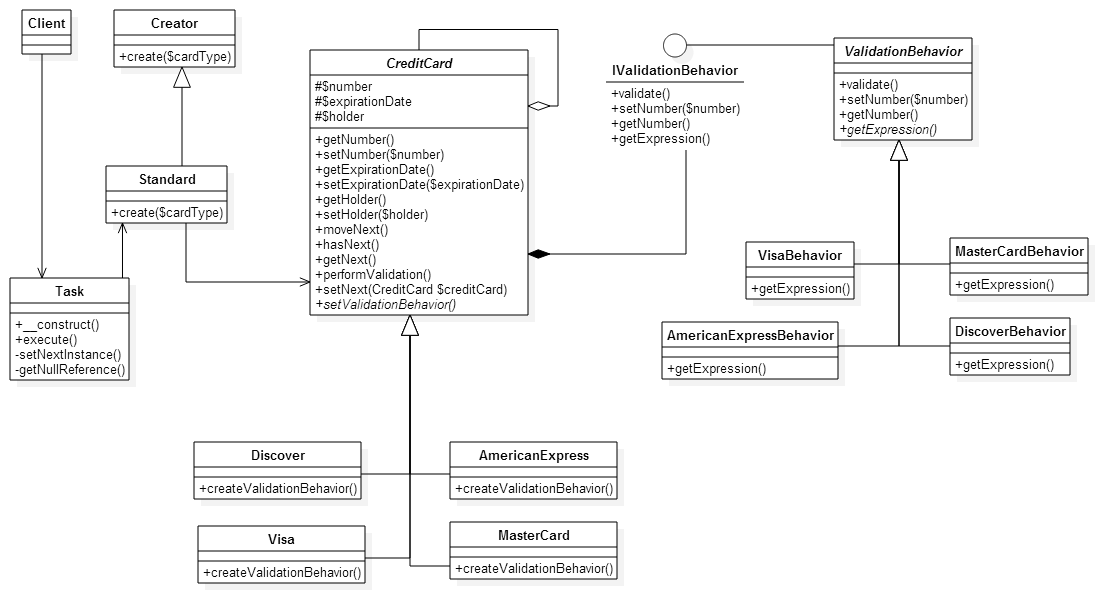 Client
Creator
+create($cardType)
Standard
+create($cardType)
Task
+__construct()
+execute()
-setNextInstance()
-getNullReference()
CreditCard
#$number
#$expirationDate
#$holder
+getNumber()
+setNumber($number)
+getExpirationDate()
+setExpirationDate($expirationDate)
+getHolder()
+setHolder($holder)
+moveNext()
+hasNext()
+getNext()
+performValidation()
+setNext(CreditCard $creditCard)
+setValidationBehavior()
IValidationBehavior
+validate()
+setNumber($number)
+getNumber()
+getExpression()
ValidationBehavior
+validate()
+setNumber($number)
+getNumber()
+getExpression()
VisaBehavior
+getExpression()
MasterCardBehavior
+getExpression()
AmericanExpressBehavior
+getExpression()
DiscoverBehavior
+getExpression()
Discover
+createValidationBehavior()
AmericanExpress
+createValidationBehavior()
Visa
+createValidationBehavior()
MasterCard
+createValidationBehavior()